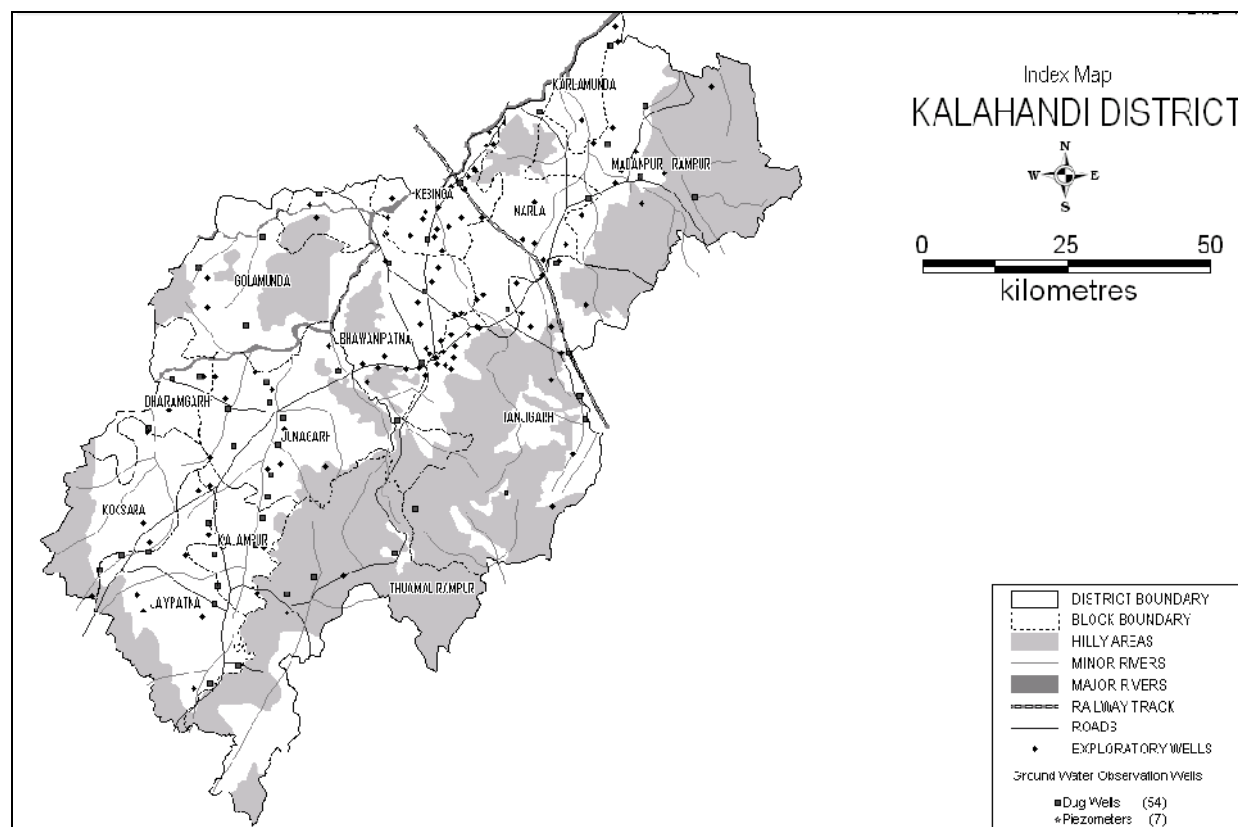 Index Map
KALAHANDI DISTRICT
N
W E
S
0 25 50
kilometres
KARLAMUNDA
MADANPUR RAMPUR
KESINGA
NARLA
GOLAMUNDA
BHAWANPATNA
DHARAMGARH
JUNAGARH
LANJIGARH
KOKSARA
KALAMPUR
THUAMAL RAMPUR
JAYPATNA
DISTRICT BOUNDARY
BLOCK BOUNDARY
HILLY AREAS
MINOR RIVERS
MAJOR RIVERS
RAILWAY TRACK
ROADS
EXPLORATORY WELLS
Ground Water Observation Wells
Dug Wells (54)
Piezometers (7)